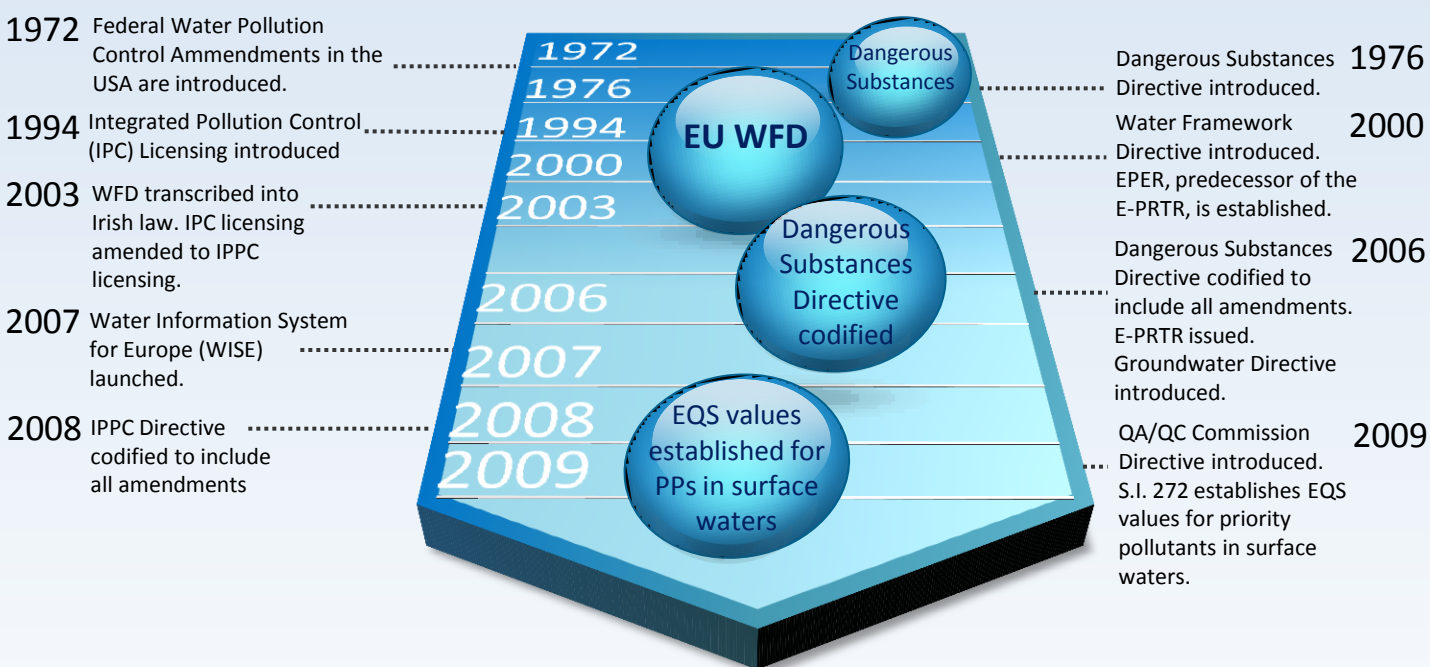 1972 Federal Water Pollution
Control Ammendments in the
USA are introduced.
1994 Integrated Pollution Control
(IPC) Licensing introduced
2003 WFD transcribed into
Irish law. IPC licensing
amended to IPPC
licensing.
2007 Water Information System
for Europe (WISE)
launched.
2008 IPPC Directive
codified to include
all amendments
1972
1976
1994
2000
2003
2006
2007
2008
2009
Dangerous
Substances
EU WFD
Dangerous
Substances
Directive
codified
EQS values
established for
PPs in surface
waters
Dangerous Substances 1976
Directive introduced.
Water Framework 2000
Directive introduced.
EPER, predecessor of the
E-PRTR, is established.
Dangerous Substances 2006
Directive codified to
include all amendments.
E-PRTR issued.
Groundwater Directive
introduced.
QA/QC Commission 2009
Directive introduced.
S.I. 272 establishes EQS
values for priority
pollutants in surface
waters.